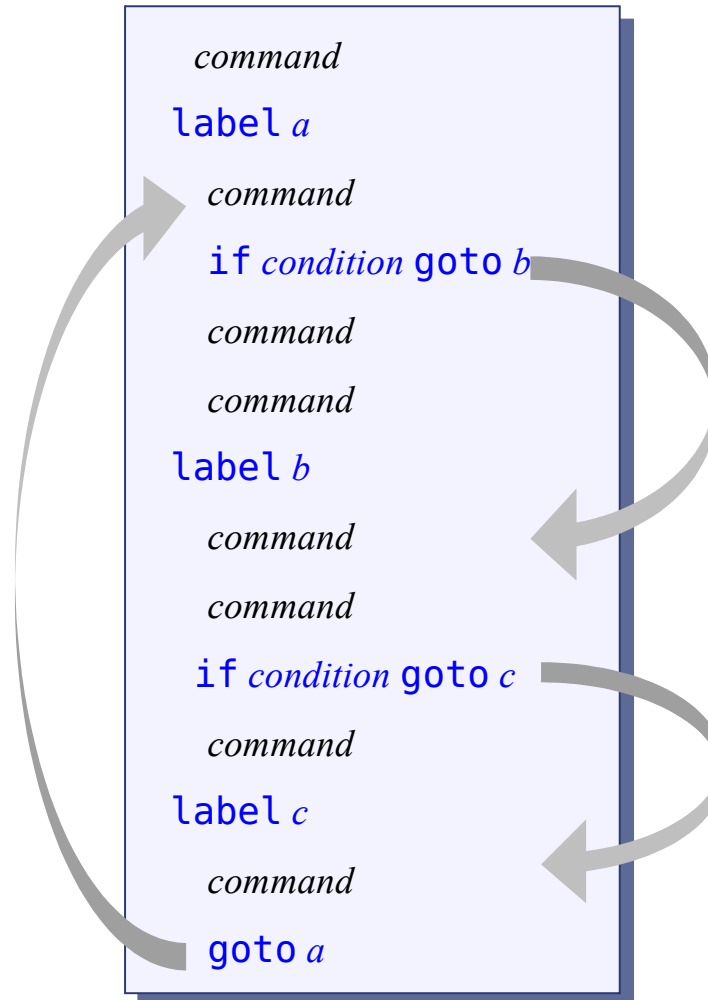 command
label a
command
if condition goto b
command
command
label b
command
command
if condition goto c
command
label c
command
goto a